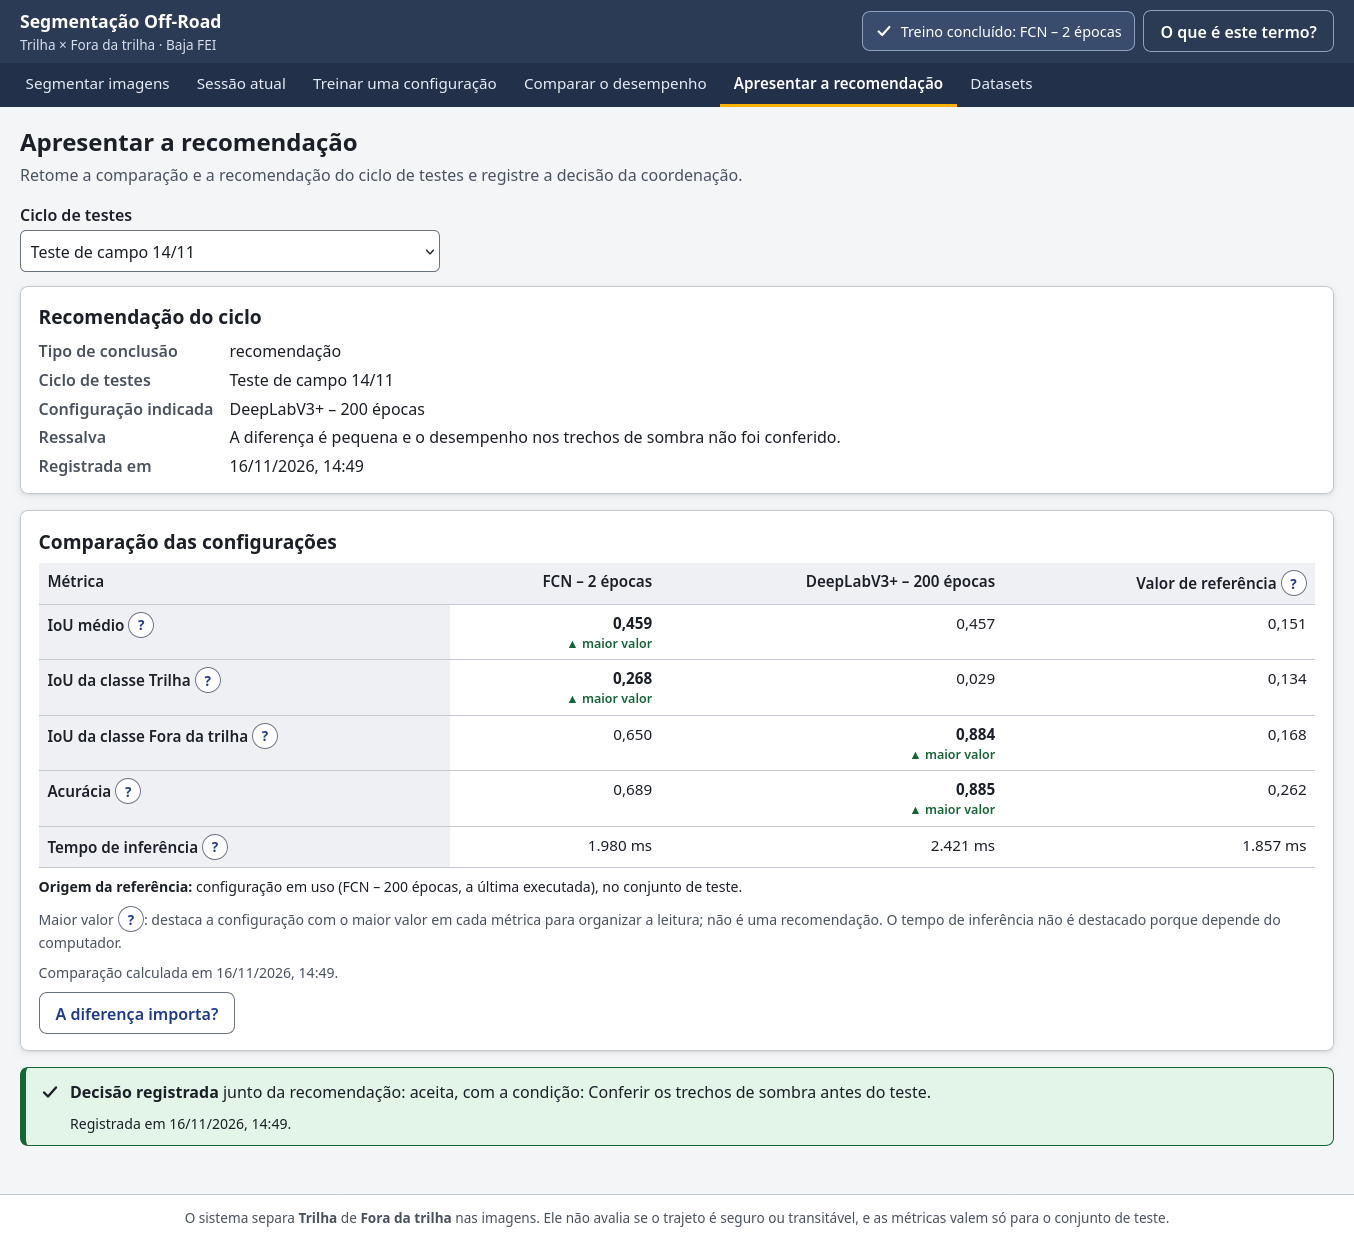 Segmentação Off-Road
Trilha × Fora da trilha · Baja FEI
Treino concluído: FCN – 2 épocas
O que é este termo?
Segmentar imagens
Sessão atual
Treinar uma configuração
Comparar o desempenho
Apresentar a recomendação
Datasets
Apresentar a recomendação
Retome a comparação e a recomendação do ciclo de testes e registre a decisão da coordenação.
Ciclo de testes
Teste de campo 14/11
Recomendação do ciclo
Tipo de conclusão recomendação
Ciclo de testes Teste de campo 14/11
Configuração indicada DeepLabV3+ – 200 épocas
Ressalva A diferença é pequena e o desempenho nos trechos de sombra não foi conferido.
Registrada em 16/11/2026, 14:49
Comparação das configurações
Métrica FCN – 2 épocas DeepLabV3+ – 200 épocas Valor de referência ?
IoU médio ? 0,459 0,457 0,151
▲ maior valor
IoU da classe Trilha ? 0,268 0,029 0,134
▲ maior valor
IoU da classe Fora da trilha ? 0,650 0,884 0,168
▲ maior valor
Acurácia ? 0,689 0,885 0,262
▲ maior valor
Tempo de inferência ? 1.980 ms 2.421 ms 1.857 ms
Origem da referência: configuração em uso (FCN – 200 épocas, a última executada), no conjunto de teste.
Maior valor ? : destaca a configuração com o maior valor em cada métrica para organizar a leitura; não é uma recomendação. O tempo de inferência não é destacado porque depende do
computador.
Comparação calculada em 16/11/2026, 14:49.
A diferença importa?
Decisão registrada junto da recomendação: aceita, com a condição: Conferir os trechos de sombra antes do teste.
Registrada em 16/11/2026, 14:49.
O sistema separa Trilha de Fora da trilha nas imagens. Ele não avalia se o trajeto é seguro ou transitável, e as métricas valem só para o conjunto de teste.